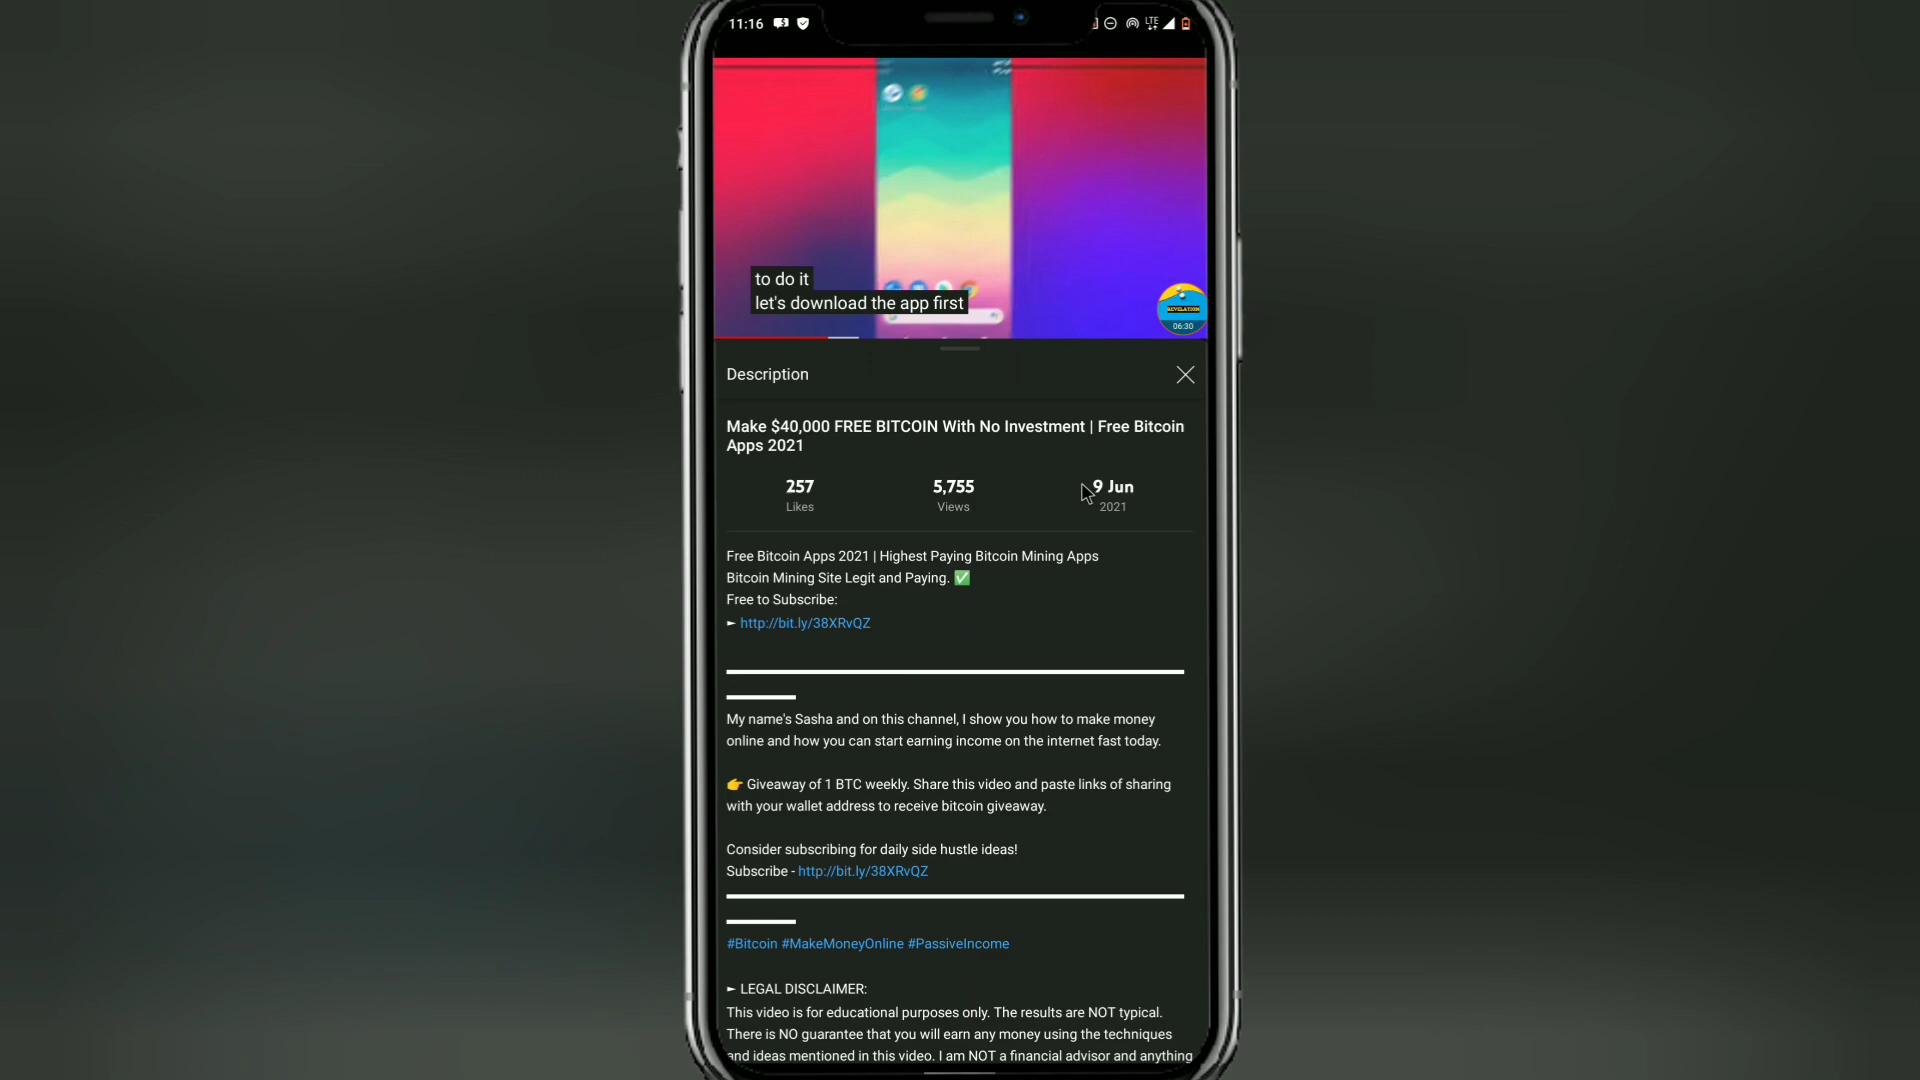 11:16
LTE
to do it
let's download the app first
REVELATION
06:30
Description
Make $40,000 FREE BITCOIN With No Investment | Free Bitcoin
Apps 2021
257 5,755 9 Jun
Likes Views 2021
Free Bitcoin Apps 2021 | Highest Paying Bitcoin Mining Apps
Bitcoin Mining Site Legit and Paying. ✅
Free to Subscribe:
► http://bit.ly/38XRvQZ
My name's Sasha and on this channel, I show you how to make money
online and how you can start earning income on the internet fast today.
👉 Giveaway of 1 BTC weekly. Share this video and paste links of sharing
with your wallet address to receive bitcoin giveaway.
Consider subscribing for daily side hustle ideas!
Subscribe - http://bit.ly/38XRvQZ
#Bitcoin #MakeMoneyOnline #PassiveIncome
► LEGAL DISCLAIMER:
This video is for educational purposes only. The results are NOT typical.
There is NO guarantee that you will earn any money using the techniques
and ideas mentioned in this video. I am NOT a financial advisor and anything